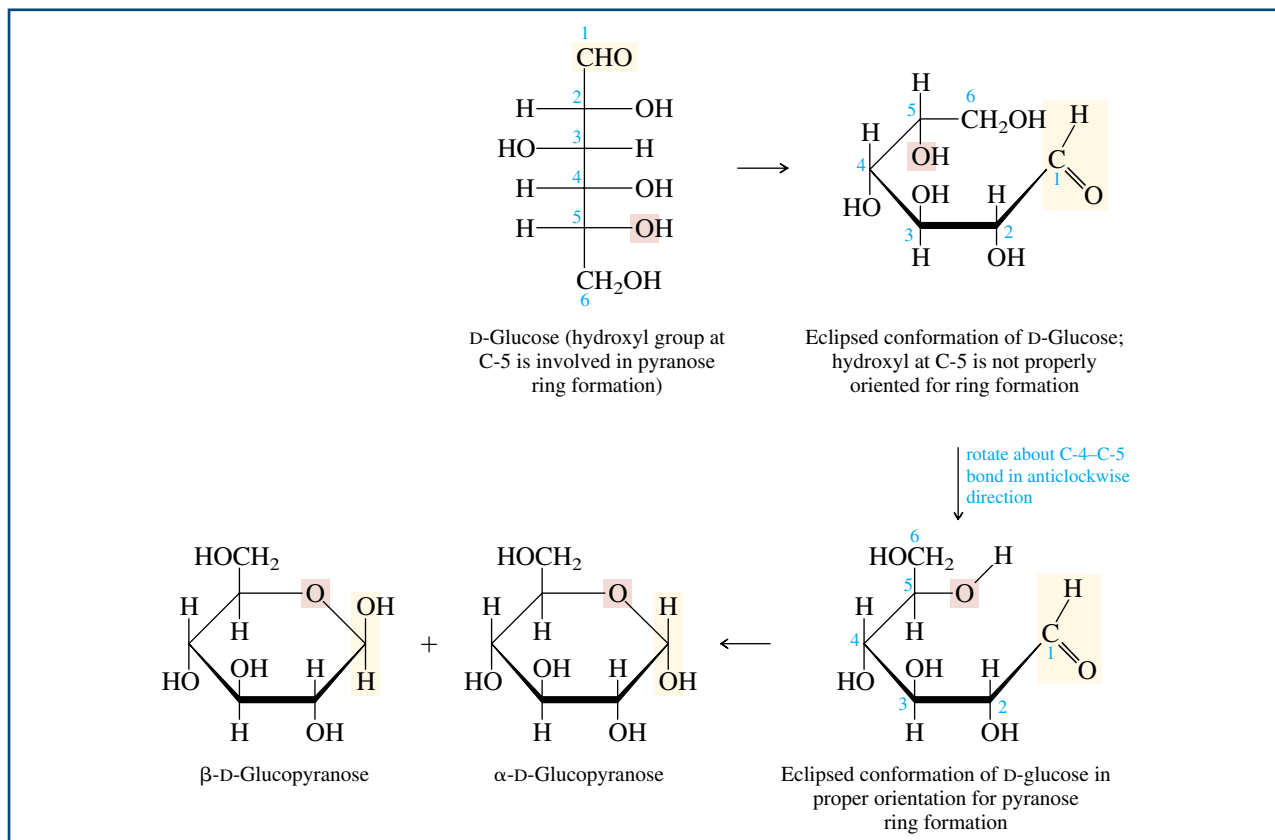 1
CHO
H 2 OH
HO 3 H
H 4 OH
H 5 OH
CH2OH
6
D-Glucose (hydroxyl group at
C-5 is involved in pyranose
ring formation)
H
5 6
CH2OH H
H
OH C
4 1
HO OH H O
3 2
H OH
Eclipsed conformation of D-Glucose;
hydroxyl at C-5 is not properly
oriented for ring formation
rotate about C-4–C-5
bond in anticlockwise
direction
6
HOCH2 H
5 O H
H H C
4 1
HO OH H O
3 2
H OH
Eclipsed conformation of D-glucose in
proper orientation for pyranose
ring formation
HOCH2
O
H H OH
OH H
HO H
H OH
β-D-Glucopyranose
+
HOCH2
O
H H H
OH H
HO OH
H OH
α-D-Glucopyranose